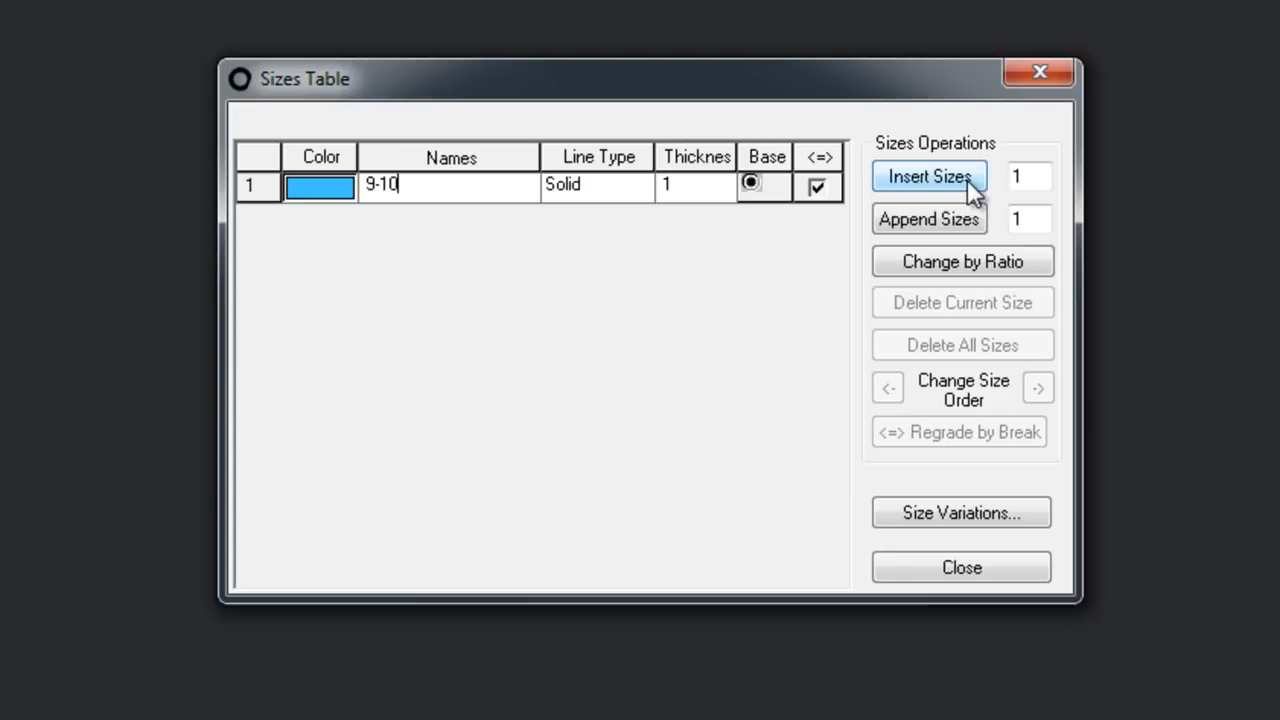 Sizes Table
X
Color Names Line Type Thicknes Base <=>
1 9-10 Solid 1
Sizes Operations
Insert Sizes 1
Append Sizes 1
Change by Ratio
Delete Current Size
Delete All Sizes
<- Change Size Order ->
<=> Regrade by Break
Size Variations...
Close